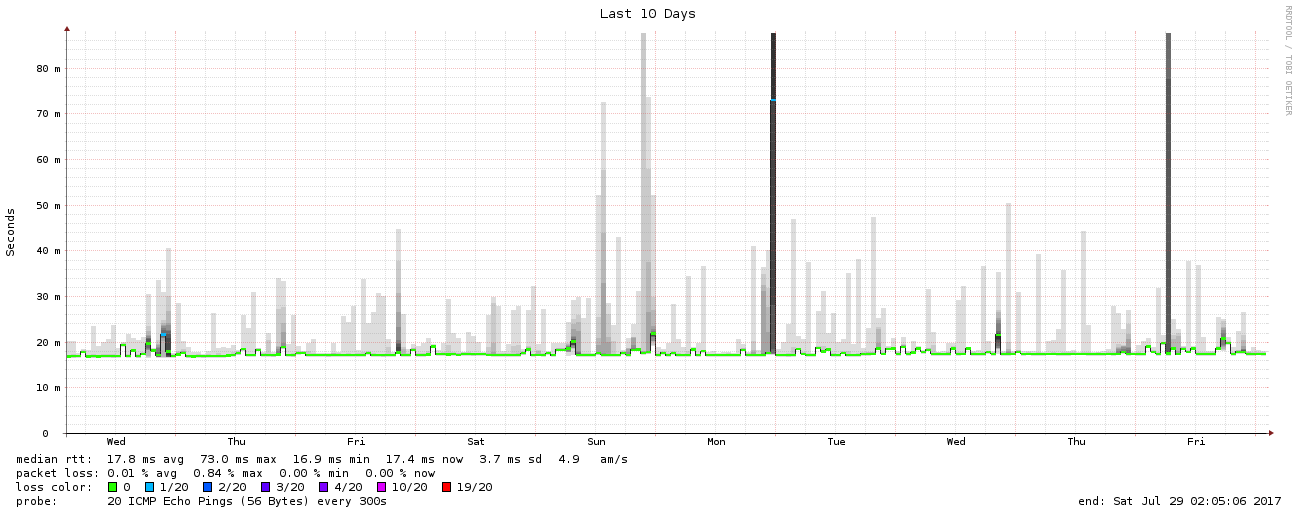 Last 10 Days
RRDTOOL / TOBI OETIKER
Seconds
80 m
70 m
60 m
50 m
40 m
30 m
20 m
10 m
0
Wed Thu Fri Sat Sun Mon Tue Wed Thu Fri
median rtt: 17.8 ms avg 73.0 ms max 16.9 ms min 17.4 ms now 3.7 ms sd 4.9 am/s
packet loss: 0.01 % avg 0.84 % max 0.00 % min 0.00 % now
loss color: 0 1/20 2/20 3/20 4/20 10/20 19/20
probe: 20 ICMP Echo Pings (56 Bytes) every 300s end: Sat Jul 29 02:05:06 2017